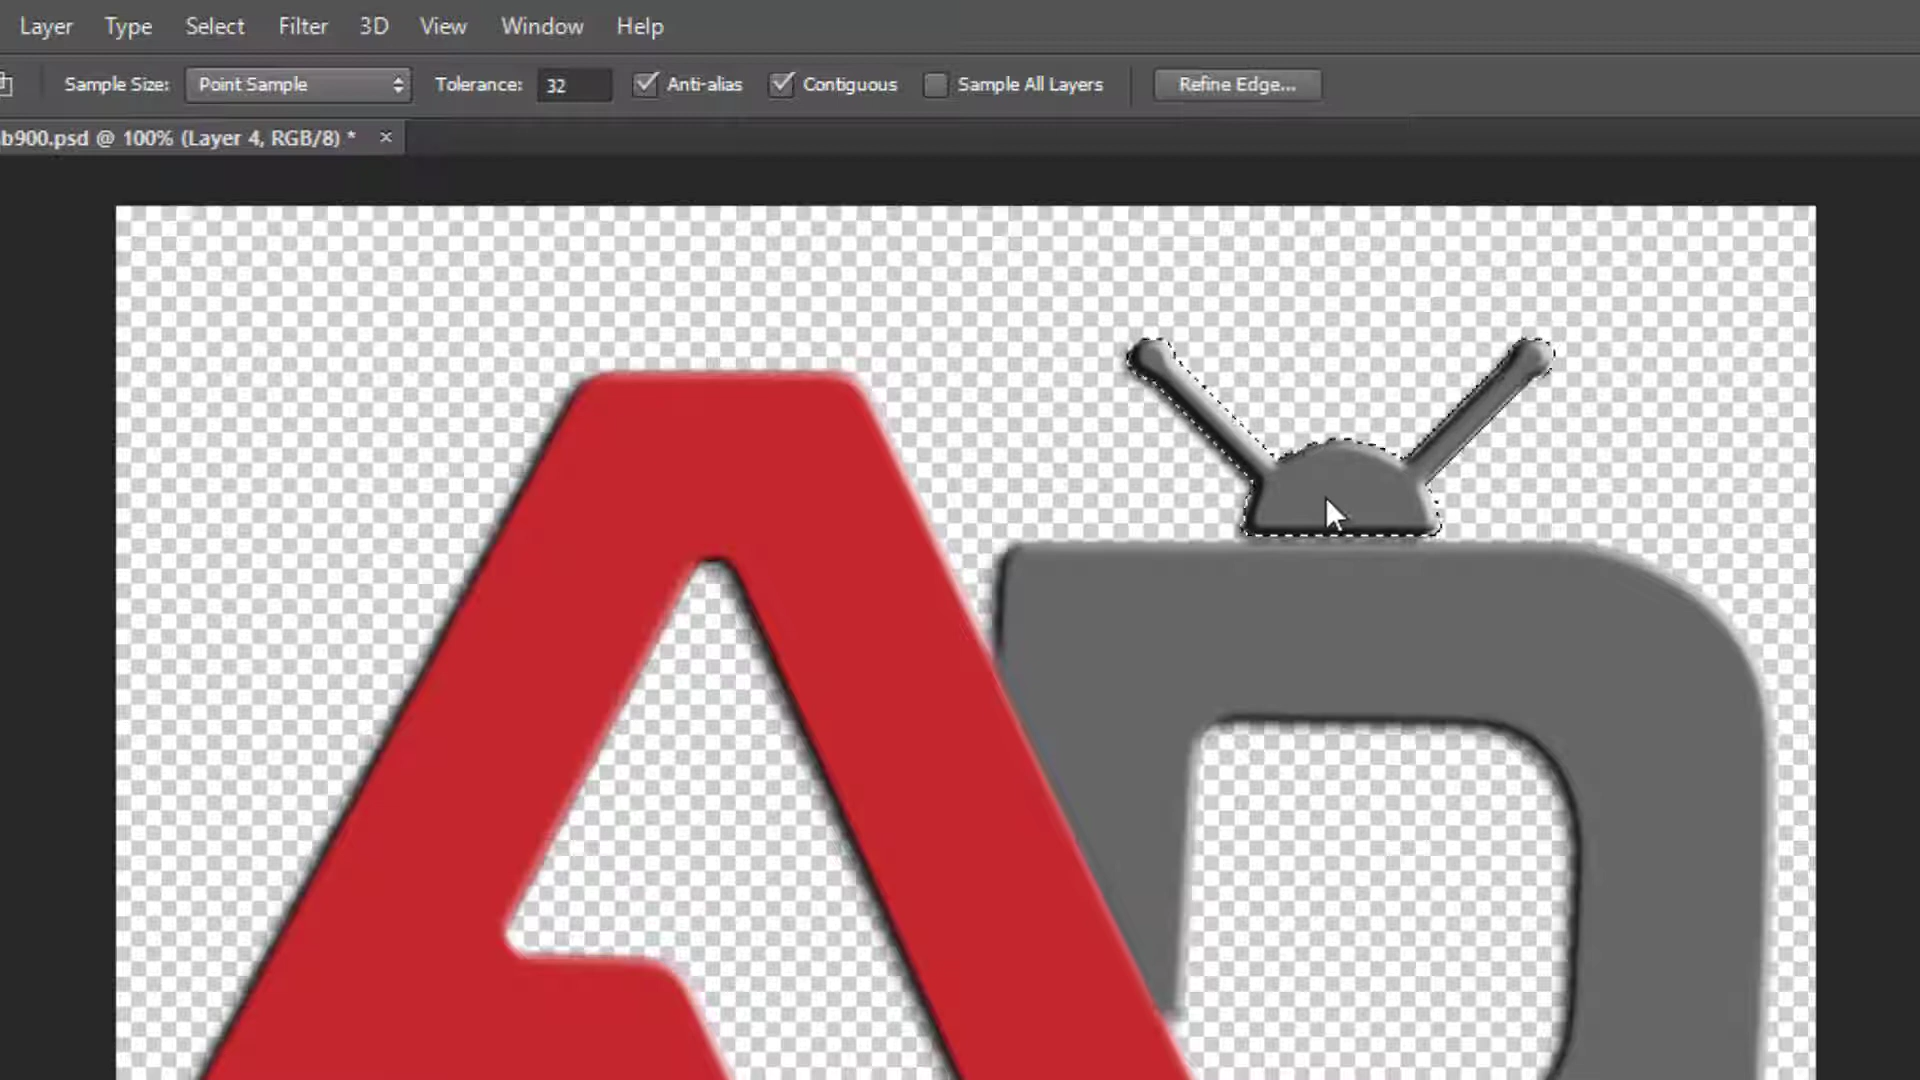 Layer Type Select Filter 3D View Window Help
Sample Size: Point Sample Tolerance: 32 Anti-alias Contiguous Sample All Layers Refine Edge...
b900.psd @ 100% (Layer 4, RGB/8) * ×